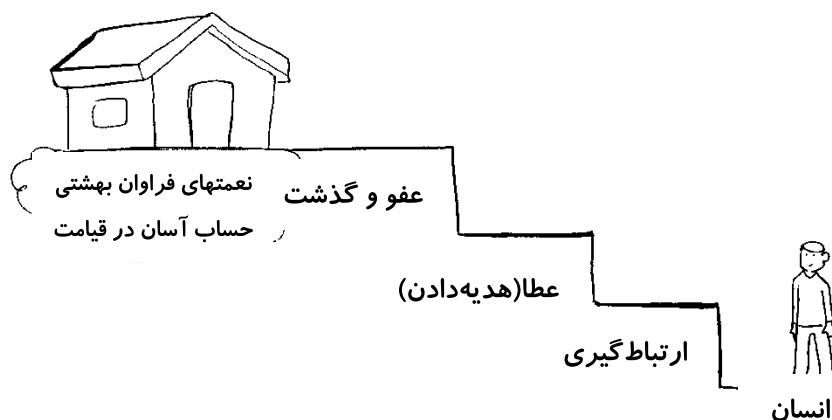 نعمتهای فراوان بهشتی
حساب آسان در قیامت
عفو و گذشت
عطا(هدیه‌دادن)
ارتباط‌گیری
انسان